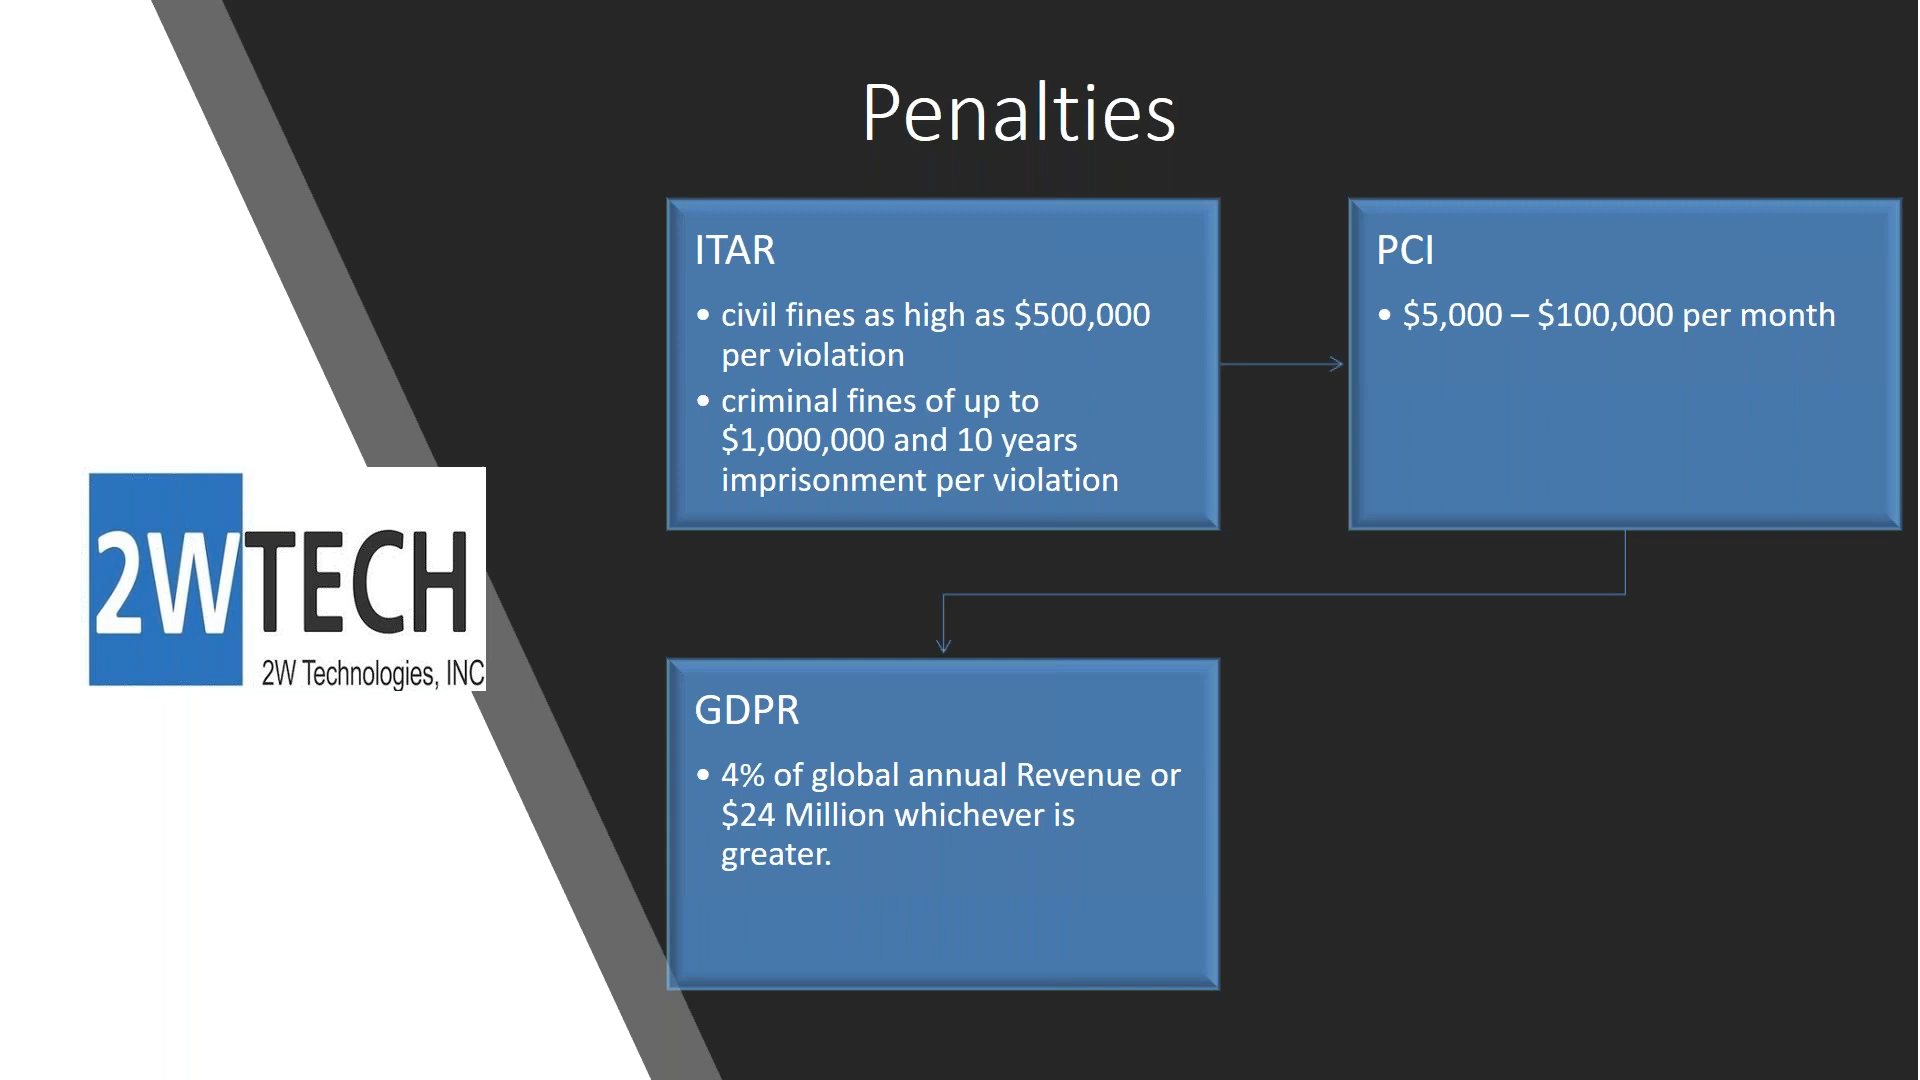 Penalties
ITAR
• civil fines as high as $500,000
per violation
• criminal fines of up to
$1,000,000 and 10 years
imprisonment per violation
PCI
• $5,000 – $100,000 per month
GDPR
• 4% of global annual Revenue or
$24 Million whichever is
greater.
2WTECH
2W Technologies, INC